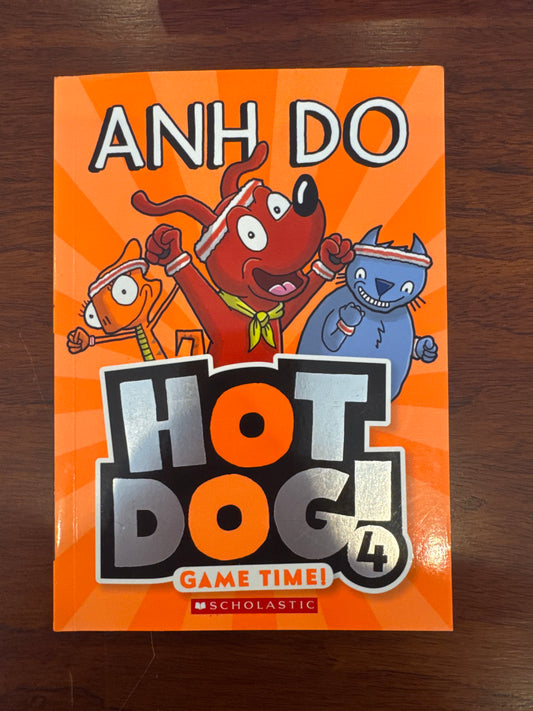 ANH DO
HOT
DOG!
4
GAME TIME!
SCHOLASTIC